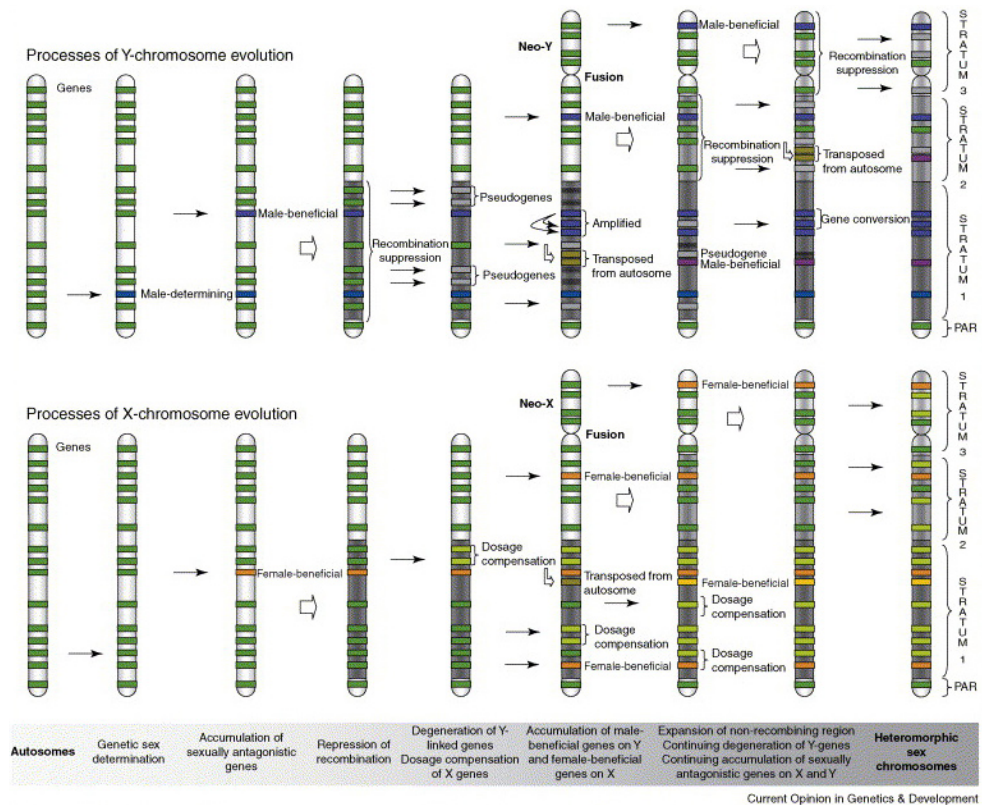 Processes of Y-chromosome evolution
Genes
Male-determining
Male-beneficial
Recombination
suppression
Pseudogenes
Pseudogenes
Neo-Y
Fusion
Male-beneficial
Amplified
Transposed
from autosome
Male-beneficial
Recombination
suppression
Pseudogene
Male-beneficial
Transposed
from autosome
Gene conversion
Recombination
suppression
STRATUM 3
STRATUM 2
STRATUM 1
PAR
Processes of X-chromosome evolution
Genes
Female-beneficial
Dosage
compensation
Neo-X
Fusion
Female-beneficial
Transposed from
autosome
Dosage
compensation
Female-beneficial
Female-beneficial
Female-beneficial
Dosage
compensation
Dosage
compensation
STRATUM 3
STRATUM 2
STRATUM 1
PAR
Autosomes
Genetic sex
determination
Accumulation of
sexually antagonistic
genes
Repression of
recombination
Degeneration of Y-
linked genes
Dosage compensation
of X genes
Accumulation of male-
beneficial genes on Y
and female-beneficial
genes on X
Expansion of non-recombining region
Continuing degeneration of Y-genes
Continuing accumulation of sexually
antagonistic genes on X and Y
Heteromorphic
sex
chromosomes
Current Opinion in Genetics & Development